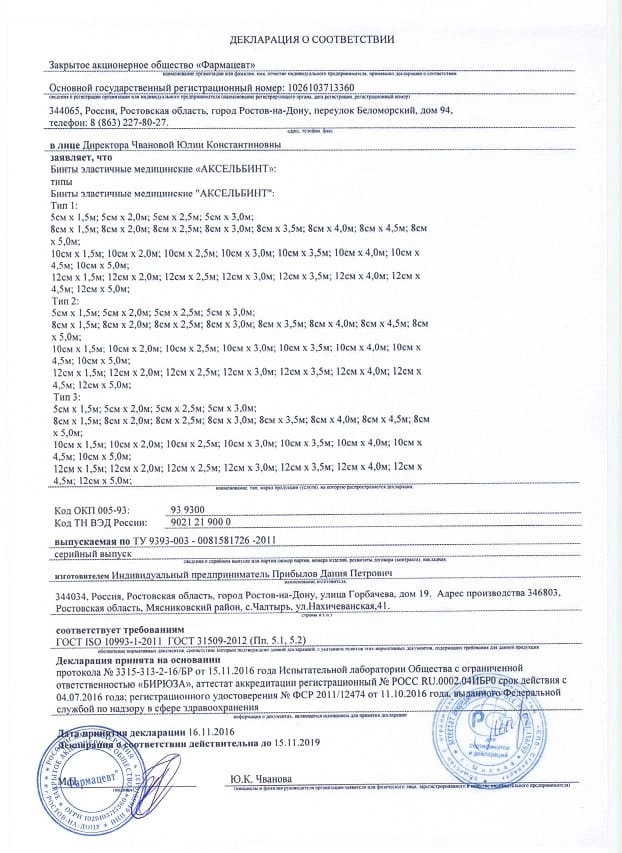 ДЕКЛАРАЦИЯ О СООТВЕТСТВИИ
Закрытое акционерное общество «Фармацевт»
наименование организации или фамилия, имя, отчество индивидуального предпринимателя, принявших декларацию о соответствии
Основной государственный регистрационный номер: 1026103713360
сведения о регистрации организации или индивидуального предпринимателя (наименование регистрирующего органа, дата регистрации, регистрационный номер)
344065, Россия, Ростовская область, город Ростов-на-Дону, переулок Беломорский, дом 94,
телефон: 8 (863) 227-80-27.
адрес, телефон, факс
в лице Директора Чвановой Юлии Константиновны
заявляет, что
Бинты эластичные медицинские «АКСЕЛЬБИНТ»:
типы
Бинты эластичные медицинские "АКСЕЛЬБИНТ":
Тип 1:
5см х 1,5м; 5см х 2,0м; 5см х 2,5м; 5см х 3,0м;
8см х 1,5м; 8см х 2,0м; 8см х 2,5м; 8см х 3,0м; 8см х 3,5м; 8см х 4,0м; 8см х 4,5м; 8см
х 5,0м;
10см х 1,5м; 10см х 2,0м; 10см х 2,5м; 10см х 3,0м; 10см х 3,5м; 10см х 4,0м; 10см х
4,5м; 10см х 5,0м;
12см х 1,5м; 12см х 2,0м; 12см х 2,5м; 12см х 3,0м; 12см х 3,5м; 12см х 4,0м; 12см х
4,5м; 12см х 5,0м;
Тип 2:
5см х 1,5м; 5см х 2,0м; 5см х 2,5м; 5см х 3,0м;
8см х 1,5м; 8см х 2,0м; 8см х 2,5м; 8см х 3,0м; 8см х 3,5м; 8см х 4,0м; 8см х 4,5м; 8см
х 5,0м;
10см х 1,5м; 10см х 2,0м; 10см х 2,5м; 10см х 3,0м; 10см х 3,5м; 10см х 4,0м; 10см х
4,5м; 10см х 5,0м;
12см х 1,5м; 12см х 2,0м; 12см х 2,5м; 12см х 3,0м; 12см х 3,5м; 12см х 4,0м; 12см х
4,5м; 12см х 5,0м;
Тип 3:
5см х 1,5м; 5см х 2,0м; 5см х 2,5м; 5см х 3,0м;
8см х 1,5м; 8см х 2,0м; 8см х 2,5м; 8см х 3,0м; 8см х 3,5м; 8см х 4,0м; 8см х 4,5м; 8см
х 5,0м;
10см х 1,5м; 10см х 2,0м; 10см х 2,5м; 10см х 3,0м; 10см х 3,5м; 10см х 4,0м; 10см х
4,5м; 10см х 5,0м;
12см х 1,5м; 12см х 2,0м; 12см х 2,5м; 12см х 3,0м; 12см х 3,5м; 12см х 4,0м; 12см х
4,5м; 12см х 5,0м;
наименование, тип, марка продукции (услуги), на которую распространяется декларация,
Код ОКП 005-93: 93 9300
Код ТН ВЭД России: 9021 21 900 0
выпускаемая по ТУ 9393-003 - 0081581726 -2011
серийный выпуск
сведения о серийном выпуске или партии (номер партии, номера изделий, реквизиты договора (контракта), накладная,
изготовителем Индивидуальный предприниматель Прибылов Дания Петрович
наименование изготовителя,
344034, Россия, Ростовская область, город Ростов-на-Дону, улица Горбачева, дом 19. Адрес производства 346803,
Ростовская область, Мясниковский район, с.Чалтырь, ул.Нахичеванская,41.
страны и т.п.)
соответствует требованиям
ГОСТ ISO 10993-1-2011 ГОСТ 31509-2012 (Пп. 5.1, 5.2)
обозначение нормативных документов, соответствие которым подтверждено данной декларацией, с указанием пунктов этих нормативных документов, содержащих требования для данной продукции
Декларация принята на основании
протокола № 3315-313-2-16/БР от 15.11.2016 года Испытательной лаборатории Общества с ограниченной
ответственностью «БИРЮЗА», аттестат аккредитации регистрационный № РОСС RU.0002.04ИБР0 срок действия с
04.07.2016 года; регистрационного удостоверения № ФСР 2011/12474 от 11.10.2016 года, выданного Федеральной
службой по надзору в сфере здравоохранения
информация о документах, являющихся основанием для принятия декларации
Дата принятия декларации 16.11.2016
Декларация о соответствии действительна до 15.11.2019
для
сертификатов
и деклараций
М.П.
"Фармацевт"
ОГРН 1026103713360
Г.РОСТОВ-НА-ДОНУ
Ю.К. Чванова
(подпись)
(инициалы и фамилия руководителя организации-заявителя или физического лица, зарегистрированного в качестве индивидуального предпринимателя)